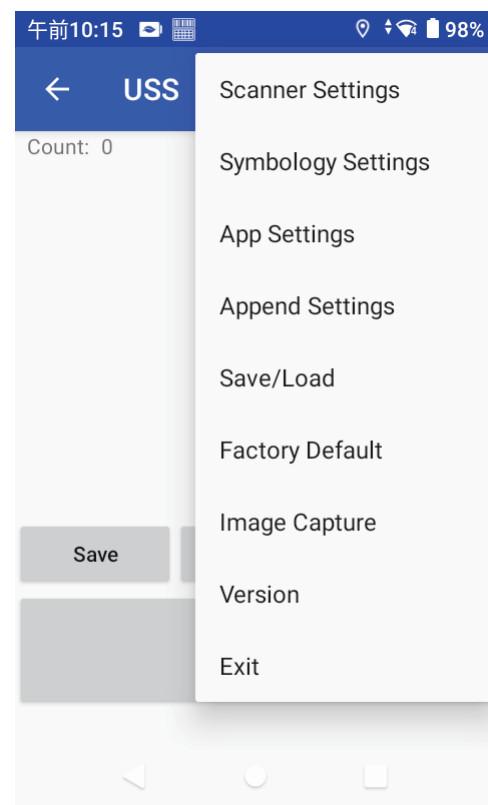 午前10:15 98%
USS
Count: 0
Scanner Settings
Symbology Settings
App Settings
Append Settings
Save/Load
Factory Default
Image Capture
Version
Exit
Save